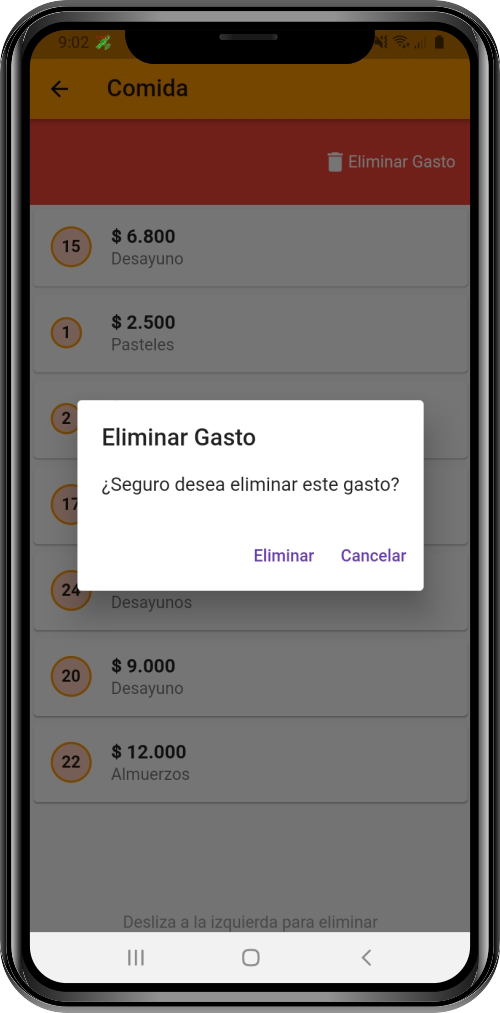 9:02
Comida
Eliminar Gasto
15
$ 6.800
Desayuno
1
$ 2.500
Pasteles
2
Eliminar Gasto
¿Seguro desea eliminar este gasto?
17
Eliminar Cancelar
24
Desayunos
20
$ 9.000
Desayuno
22
$ 12.000
Almuerzos
Desliza a la izquierda para eliminar